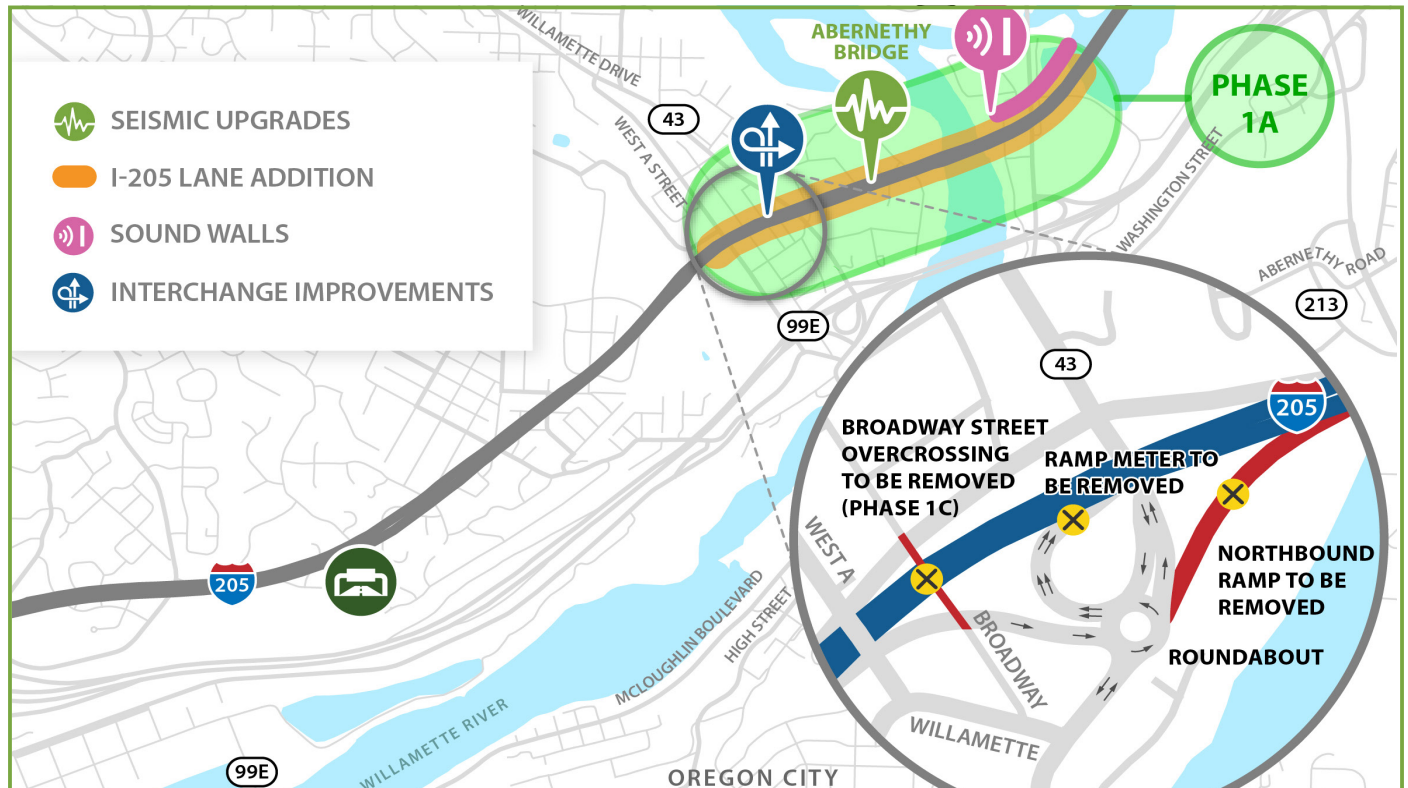 WILLAMETTE DRIVE
ABERNETHY
BRIDGE
PHASE
1A
SEISMIC UPGRADES
I-205 LANE ADDITION
SOUND WALLS
INTERCHANGE IMPROVEMENTS
43
WEST A STREET
WASHINGTON STREET
ABERNETHY ROAD
213
99E
43
205
BROADWAY STREET
OVERCROSSING
TO BE REMOVED
(PHASE 1C)
RAMP METER TO
BE REMOVED
WEST A
NORTHBOUND
RAMP TO BE
REMOVED
BROADWAY
ROUNDABOUT
WILLAMETTE
205
MCLOUGHLIN BOULEVARD
HIGH STREET
WILLAMETTE RIVER
99E
OREGON CITY